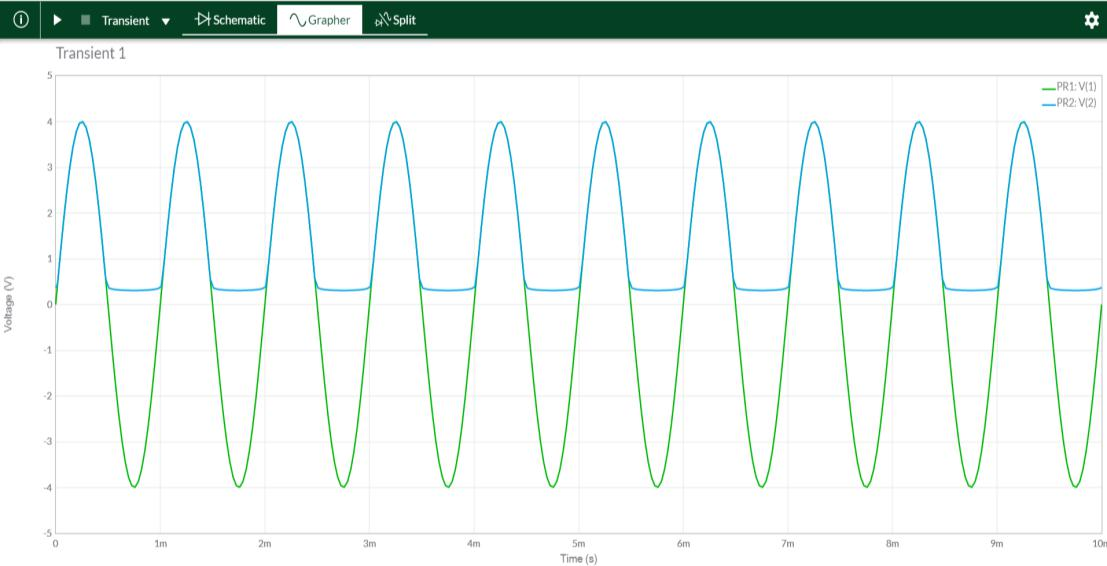 Transient
Schematic
Grapher
Split
Transient 1
PR1: V(1)
PR2: V(2)
5
4
3
2
1
0
-1
-2
-3
-4
-5
Voltage (V)
0 1m 2m 3m 4m 5m 6m 7m 8m 9m 10m
Time (s)